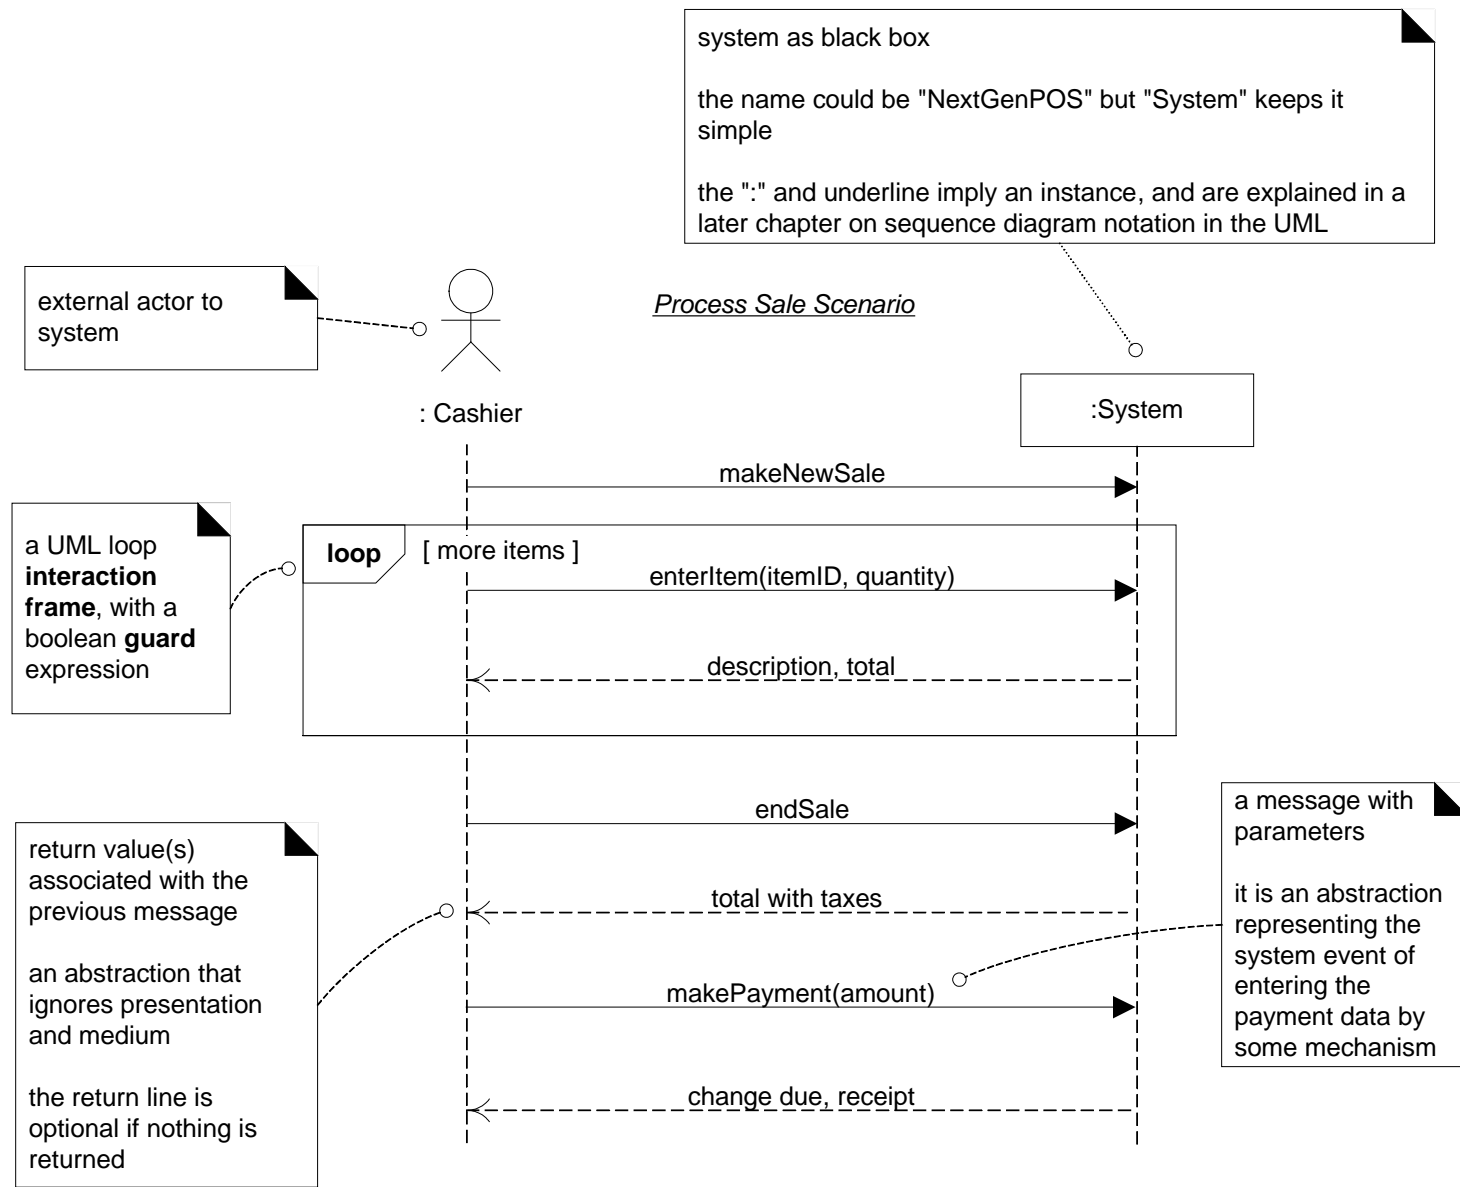 system as black box
the name could be "NextGenPOS" but "System" keeps it
simple
the ":" and underline imply an instance, and are explained in a
later chapter on sequence diagram notation in the UML
external actor to
system
Process Sale Scenario
: Cashier
:System
makeNewSale
a UML loop
interaction
frame, with a
boolean guard
expression
loop
[ more items ]
enterItem(itemID, quantity)
description, total
endSale
a message with
parameters
it is an abstraction
representing the
system event of
entering the
payment data by
some mechanism
return value(s)
associated with the
previous message
an abstraction that
ignores presentation
and medium
the return line is
optional if nothing is
returned
total with taxes
makePayment(amount)
change due, receipt